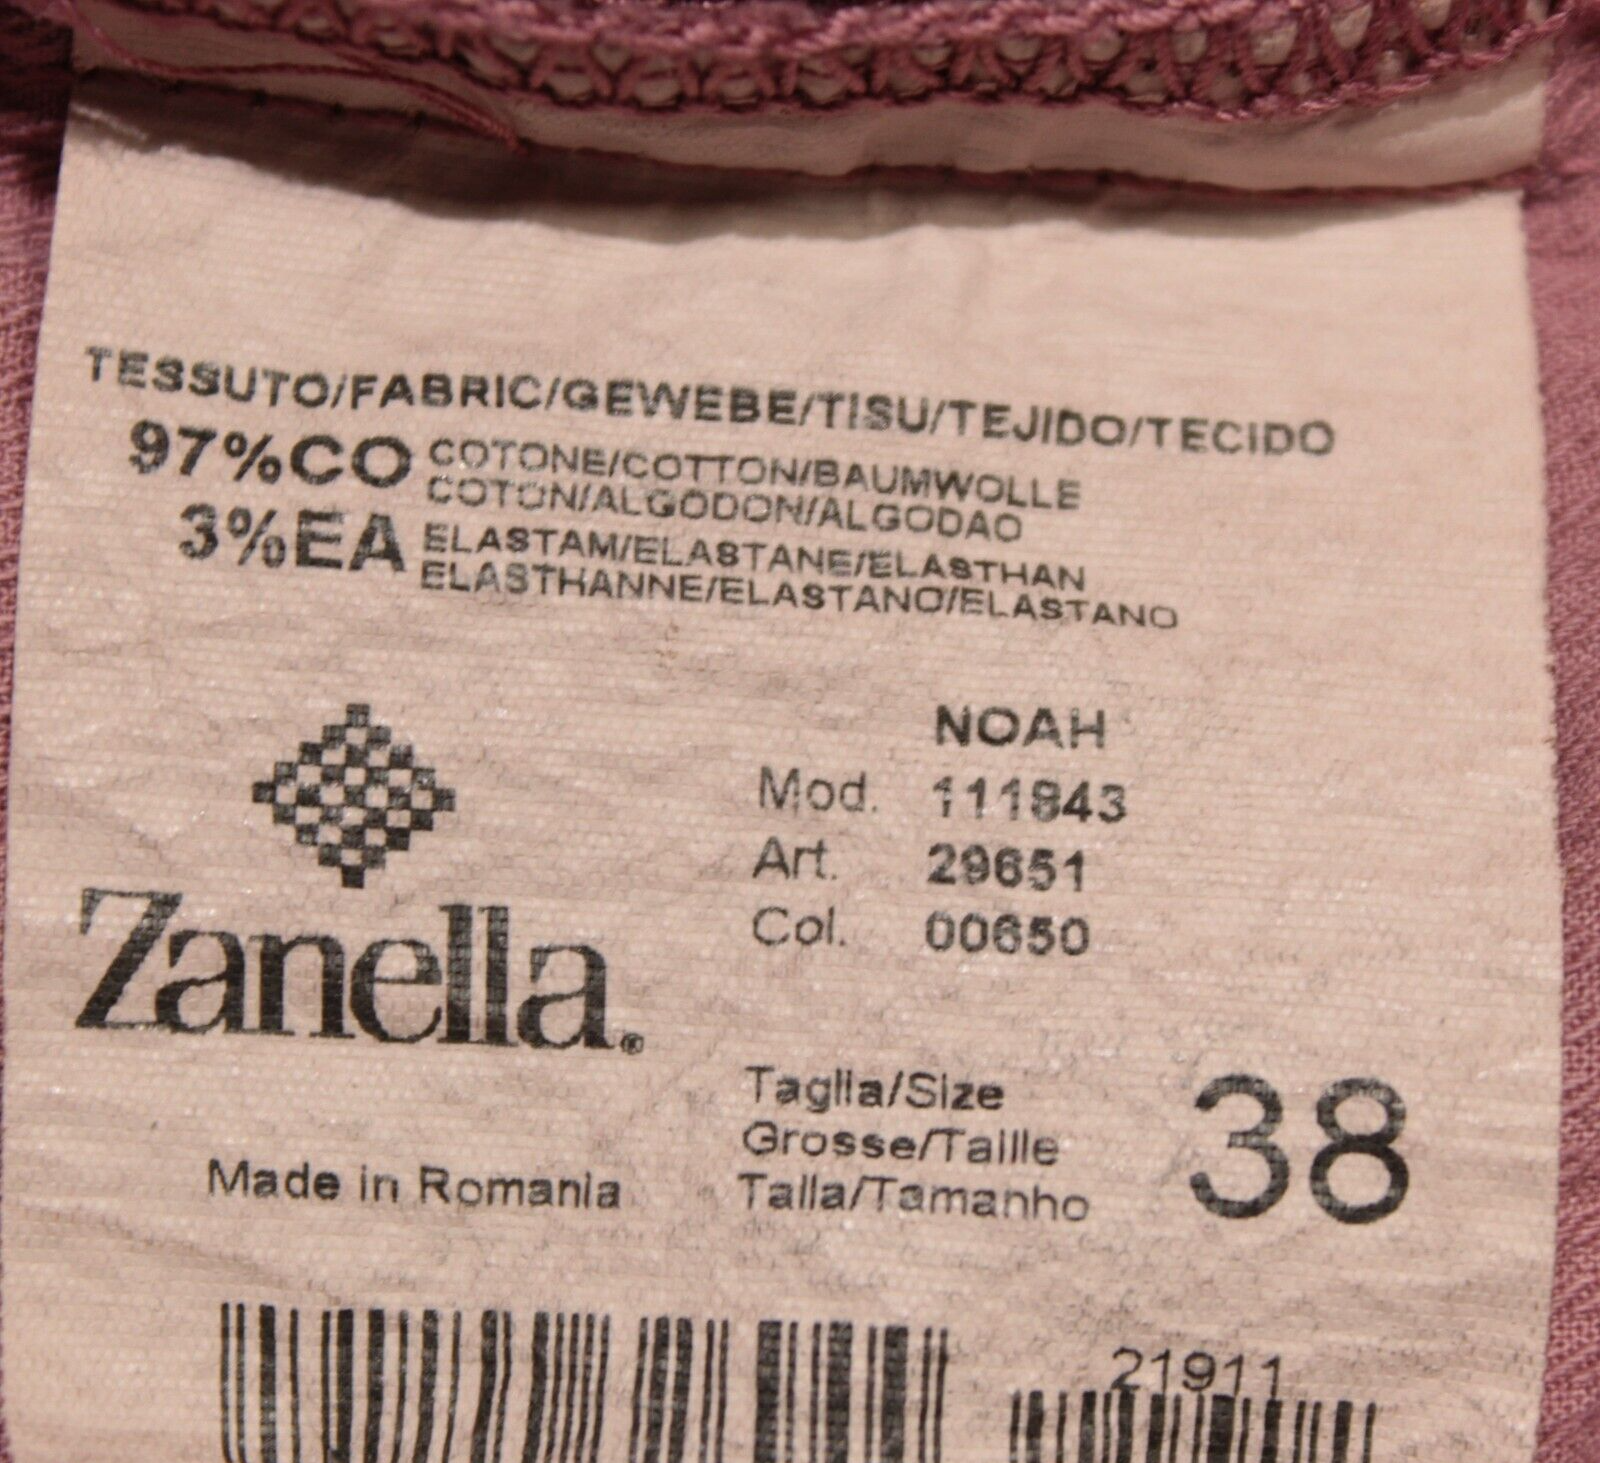 TESSUTO/FABRIC/GEWEBE/TISU/TEJIDO/TECIDO
97%CO COTONE/COTTON/BAUMWOLLE
COTON/ALGODON/ALGODAO
3%EA ELASTAM/ELASTANE/ELASTHAN
ELASTHANNE/ELASTANO/ELASTANO
NOAH
Mod. 111843
Art. 29651
Col. 00650
Zanella®
Taglia/Size
Grosse/Taille
Talla/Tamanho
38
Made in Romania
21911